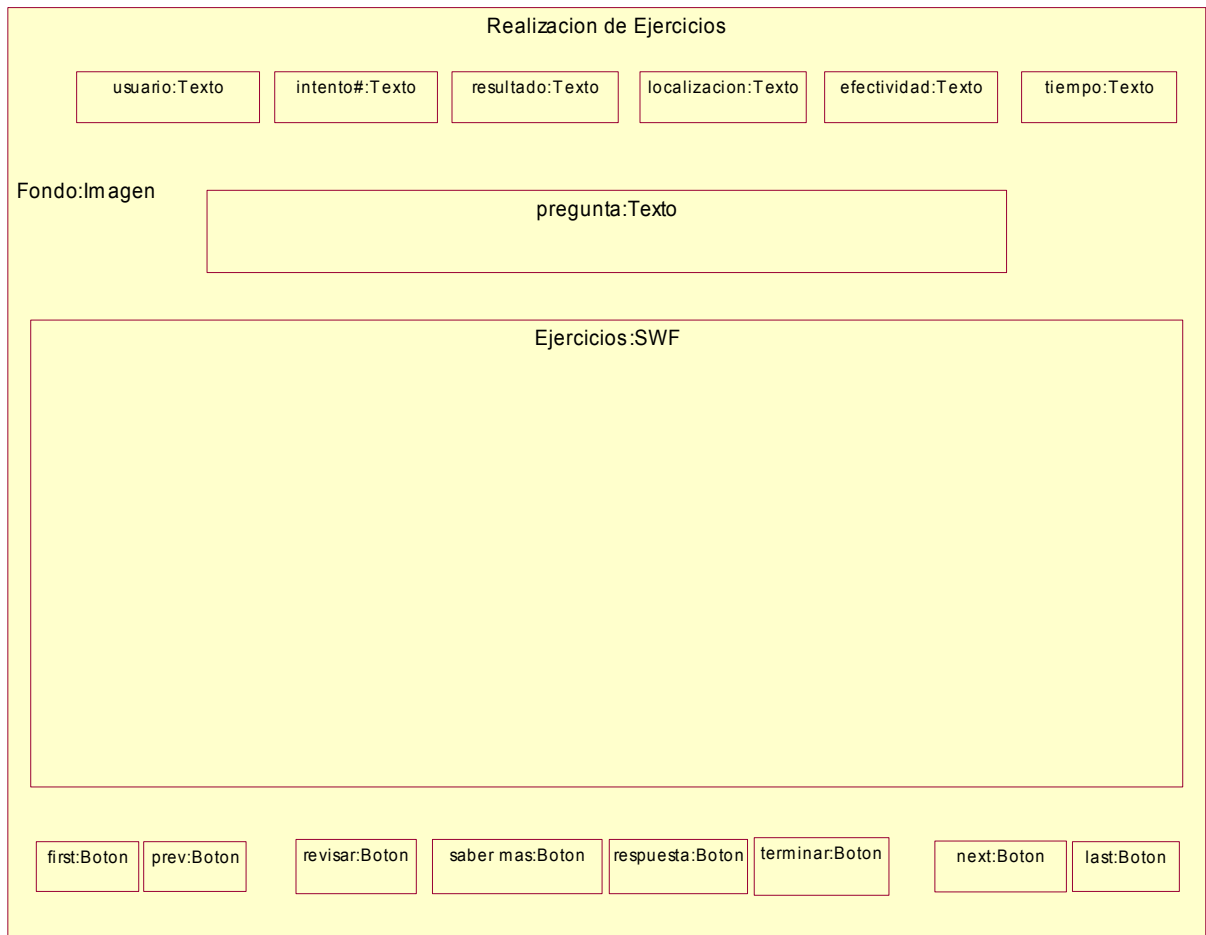 Realizacion de Ejercicios
usuario:Texto
intento#:Texto
resultado:Texto
localizacion:Texto
efectividad:Texto
tiempo:Texto
Fondo:Imagen
pregunta:Texto
Ejercicios:SWF
first:Boton
prev:Boton
revisar:Boton
saber mas:Boton
respuesta:Boton
terminar:Boton
next:Boton
last:Boton